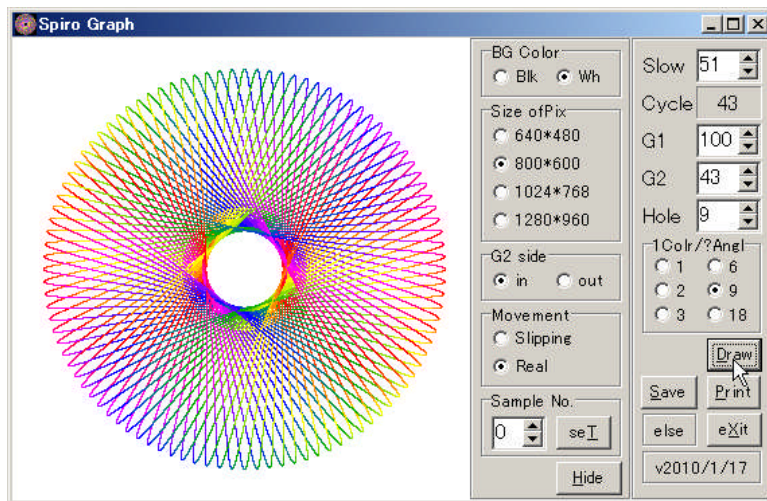 Spiro Graph
BG Color
Blk Wh
Size ofPix
640*480
800*600
1024*768
1280*960
G2 side
in out
Movement
Slipping
Real
Sample No.
0 seT
Hide
Slow 51
Cycle 43
G1 100
G2 43
Hole 9
1Colr/?Angl
1 6
2 9
3 18
Draw
Save Print
else eXit
v2010/1/17